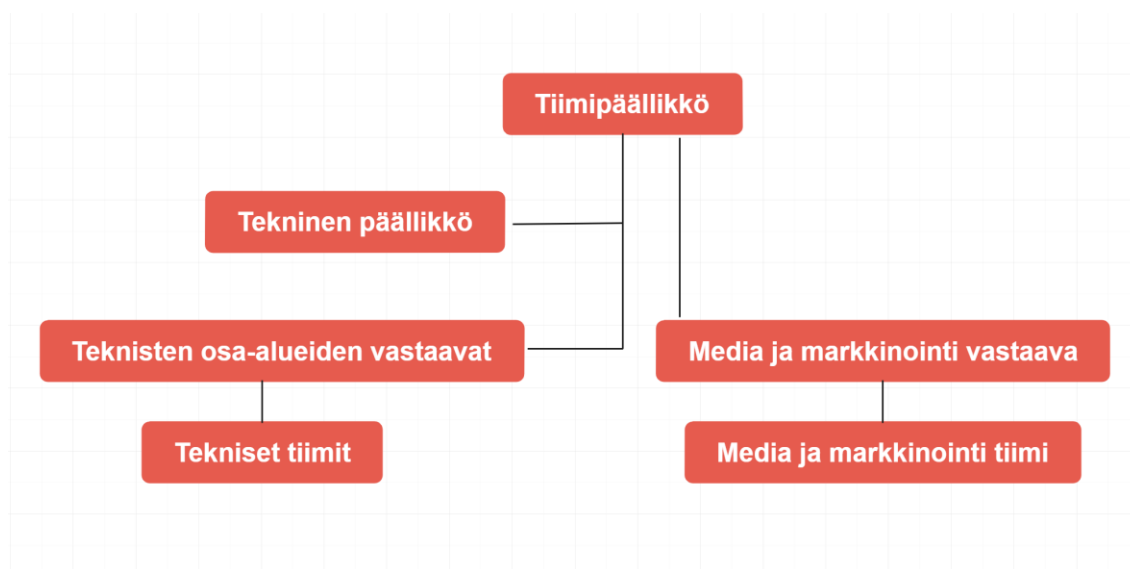 Tiimipäällikkö
Tekninen päällikkö
Teknisten osa-alueiden vastaavat
Media ja markkinointi vastaava
Tekniset tiimit
Media ja markkinointi tiimi